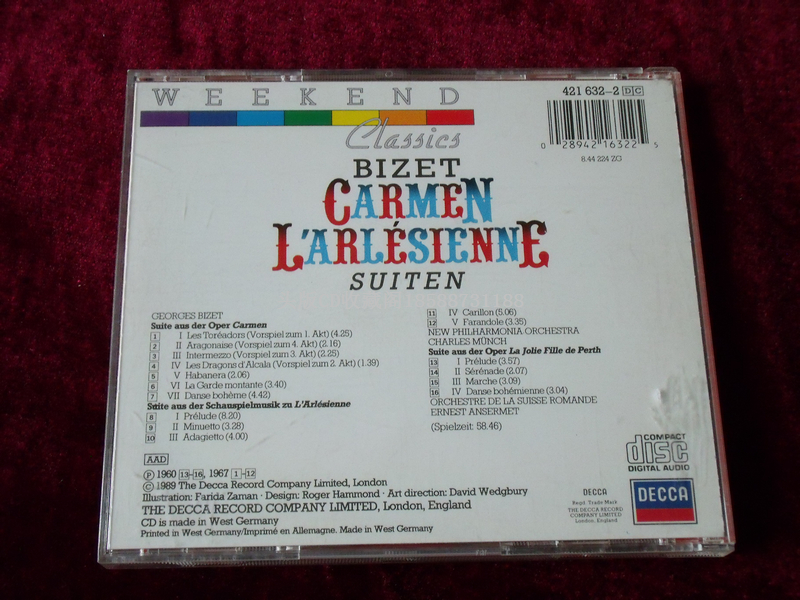 WEEKEND
Classics
421 632-2 DIC
0 28942 16322 5
8.44 224 ZG
BIZET
CARMEN
L'ARLÉSIENNE
SUITEN
GEORGES BIZET
Suite aus der Oper Carmen
1 I Les Toréadors (Vorspiel zum 1. Akt) (4.25)
2 II Aragonaise (Vorspiel zum 4. Akt) (2.16)
3 III Intermezzo (Vorspiel zum 3. Akt) (2.25)
4 IV Les Dragons d'Alcala (Vorspiel zum 2. Akt) (1.39)
5 V Habanera (2.06)
6 VI La Garde montante (3.40)
7 VII Danse bohème (4.42)
Suite aus der Schauspielmusik zu L'Arlésienne
8 I Prélude (8.20)
9 II Minuetto (3.28)
10 III Adagietto (4.00)
11 IV Carillon (5.06)
12 V Farandole (3.35)
NEW PHILHARMONIA ORCHESTRA
CHARLES MÜNCH
Suite aus der Oper La Jolie Fille de Perth
13 I Prélude (3.57)
14 II Sérénade (2.07)
15 III Marche (3.09)
16 IV Danse bohémienne (3.04)
ORCHESTRE DE LA SUISSE ROMANDE
ERNEST ANSERMET
(Spielzeit: 58.46)
AAD
℗ 1960 13-16, 1967 1-12
© 1989 The Decca Record Company Limited, London
Illustration: Farida Zaman · Design: Roger Hammond · Art direction: David Wedgbury
THE DECCA RECORD COMPANY LIMITED, London, England
CD is made in West Germany
Printed in West Germany/Imprimé en Allemagne. Made in West Germany
COMPACT
disc
DIGITAL AUDIO
DECCA
Regd. Trade Mark
THE DECCA RECORD
COMPANY LIMITED
London, England
DECCA